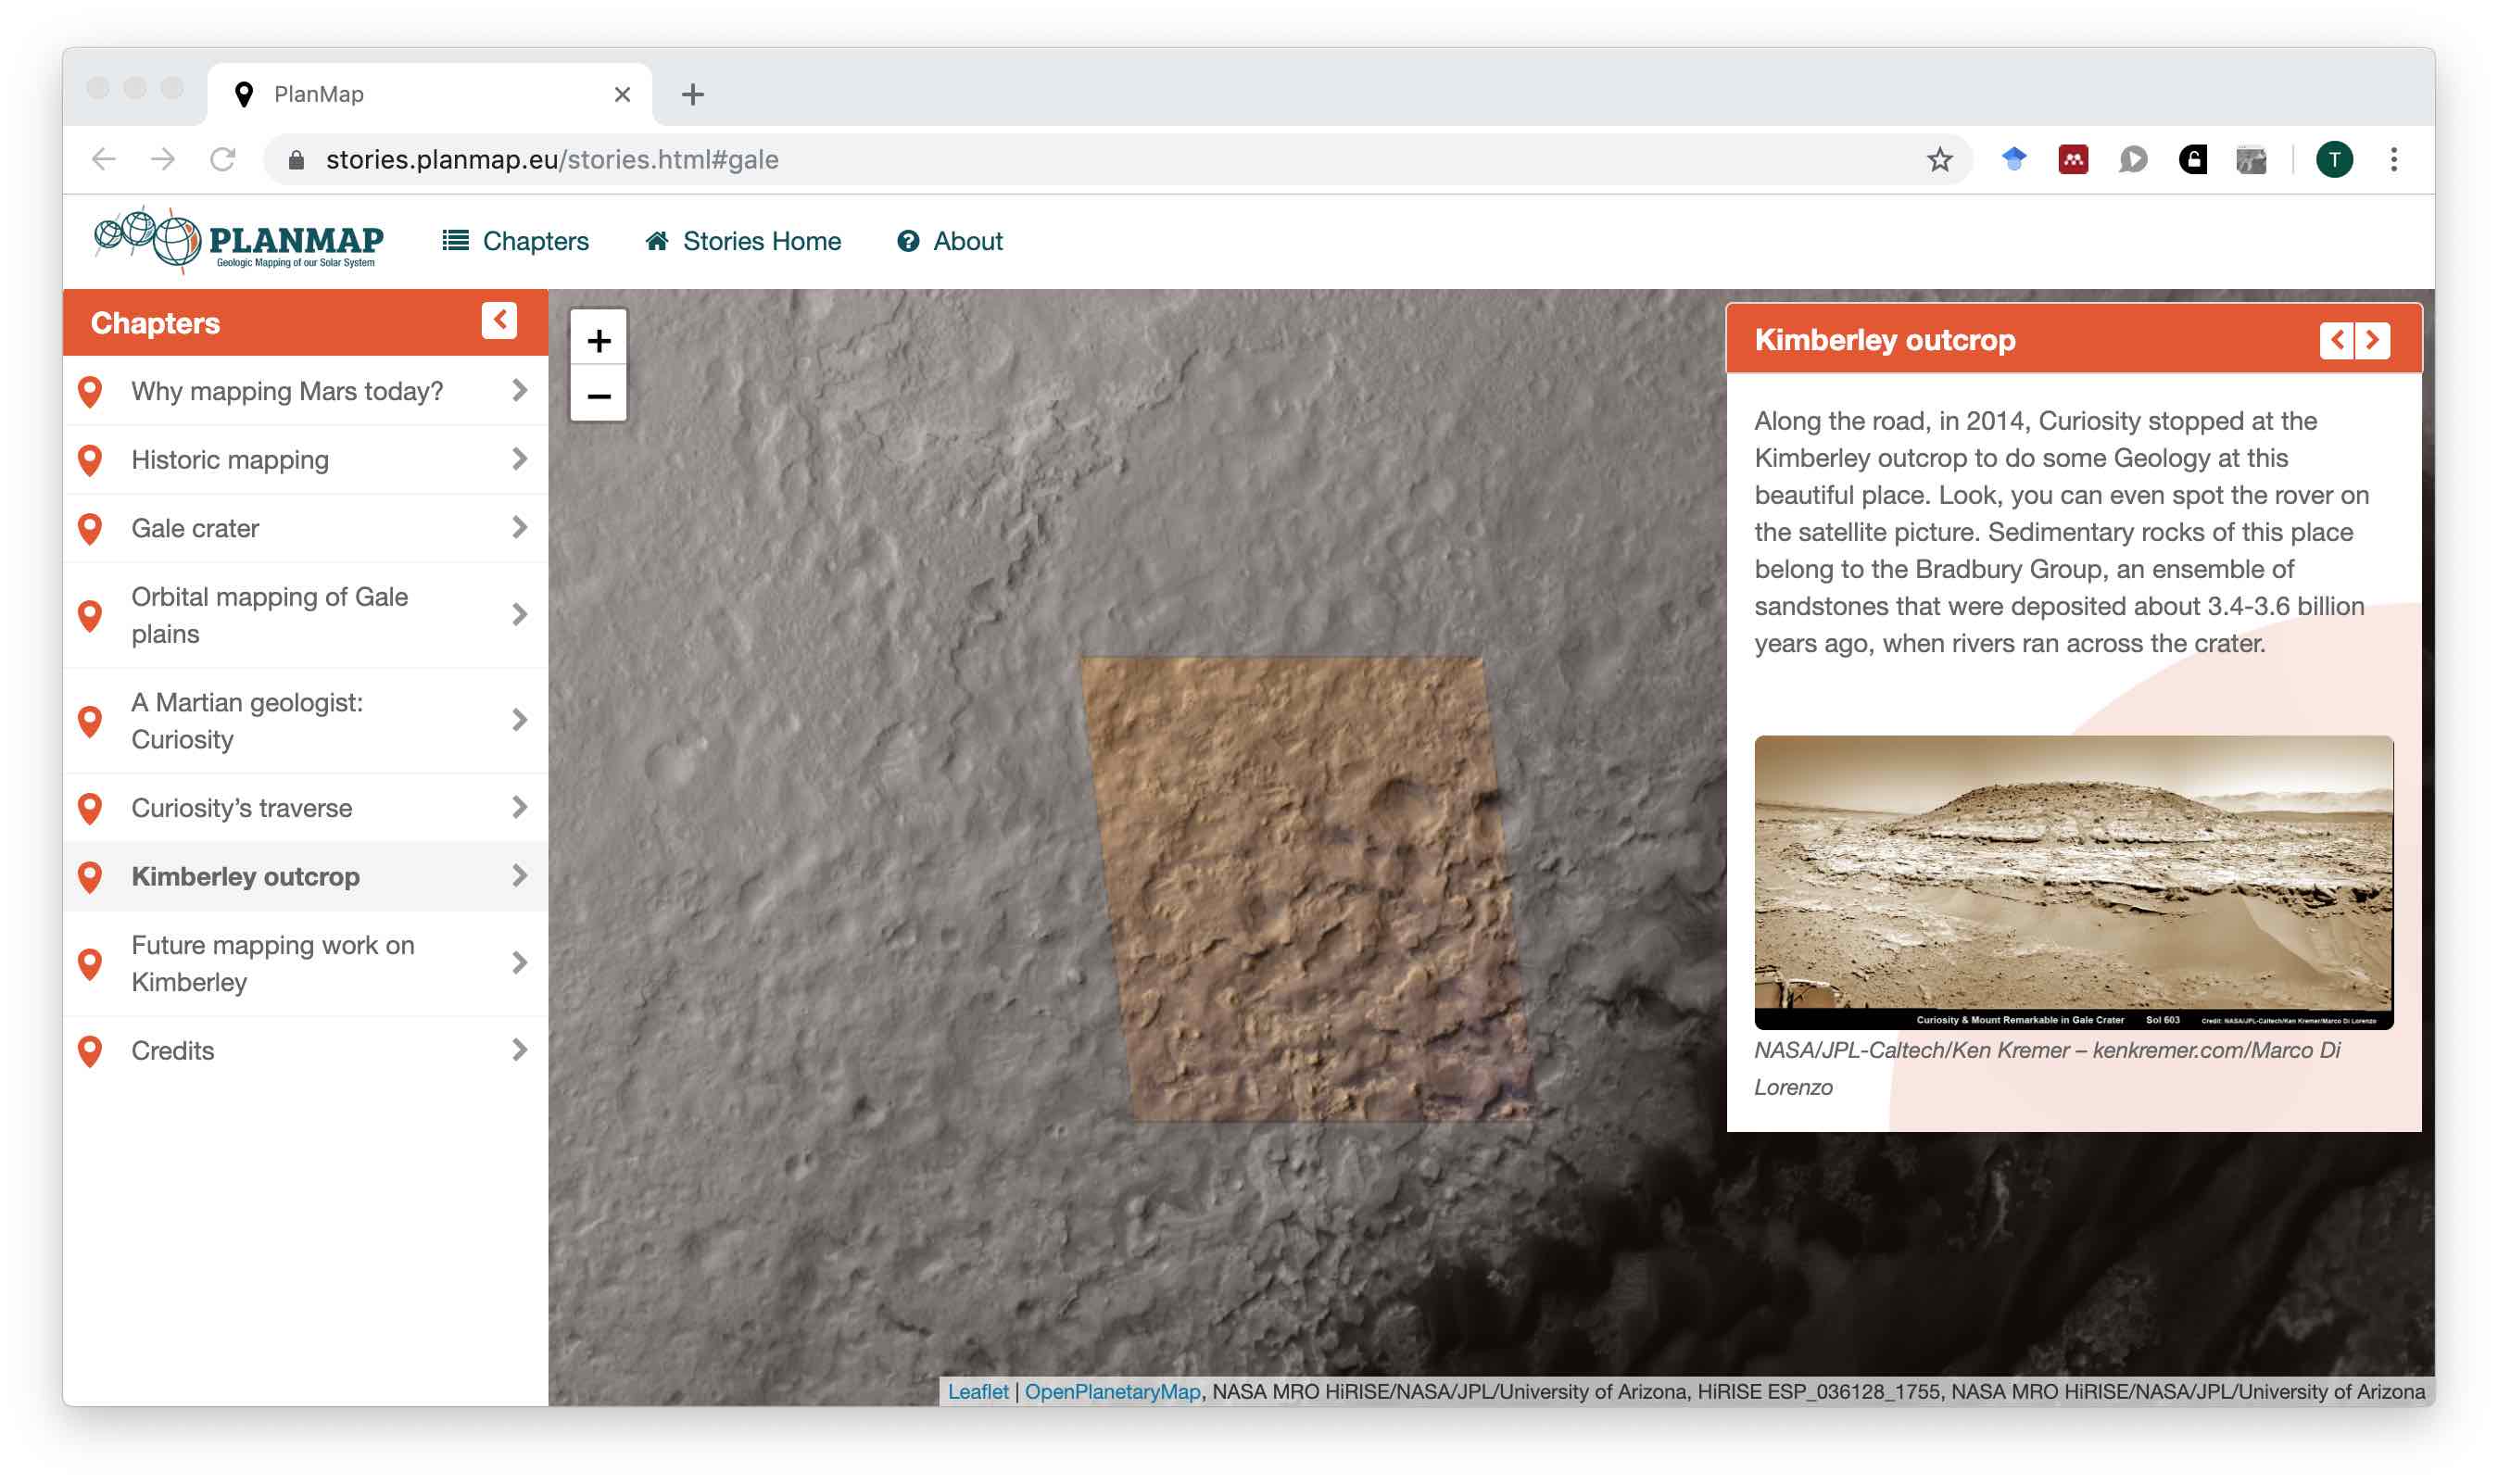 PlanMap
stories.planmap.eu/stories.html#gale
T
PLANMAP
Geologic Mapping of our Solar System
Chapters
Stories Home
About
Chapters
Why mapping Mars today?
Historic mapping
Gale crater
Orbital mapping of Gale
plains
A Martian geologist:
Curiosity
Curiosity’s traverse
Kimberley outcrop
Future mapping work on
Kimberley
Credits
+
−
Kimberley outcrop
Along the road, in 2014, Curiosity stopped at the
Kimberley outcrop to do some Geology at this
beautiful place. Look, you can even spot the rover on
the satellite picture. Sedimentary rocks of this place
belong to the Bradbury Group, an ensemble of
sandstones that were deposited about 3.4-3.6 billion
years ago, when rivers ran across the crater.
Curiosity & Mount Remarkable in Gale Crater Sol 603 Credit: NASA/JPL-Caltech/Ken Kremer/Marco Di Lorenzo
NASA/JPL-Caltech/Ken Kremer – kenkremer.com/Marco Di
Lorenzo
Leaflet | OpenPlanetaryMap, NASA MRO HiRISE/NASA/JPL/University of Arizona, HiRISE ESP_036128_1755, NASA MRO HiRISE/NASA/JPL/University of Arizona